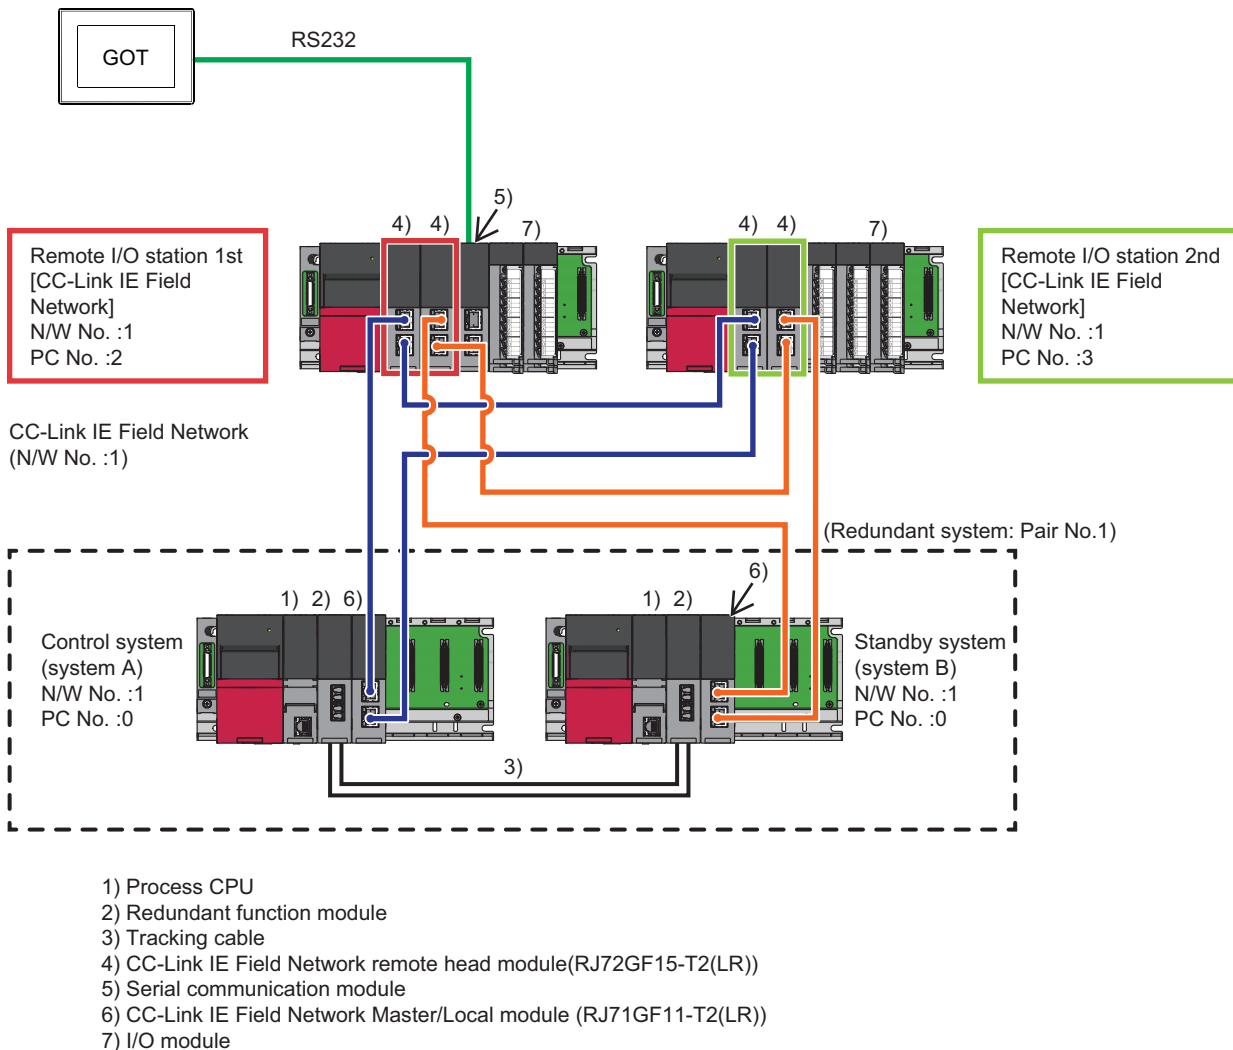 GOT
RS232
5)
4) 4) 7)
4) 4) 7)
Remote I/O station 1st
[CC-Link IE Field
Network]
N/W No. :1
PC No. :2
Remote I/O station 2nd
[CC-Link IE Field
Network]
N/W No. :1
PC No. :3
CC-Link IE Field Network
(N/W No. :1)
(Redundant system: Pair No.1)
6)
1) 2) 6)
1) 2)
Control system
(system A)
N/W No. :1
PC No. :0
Standby system
(system B)
N/W No. :1
PC No. :0
3)
1) Process CPU
2) Redundant function module
3) Tracking cable
4) CC-Link IE Field Network remote head module(RJ72GF15-T2(LR))
5) Serial communication module
6) CC-Link IE Field Network Master/Local module (RJ71GF11-T2(LR))
7) I/O module